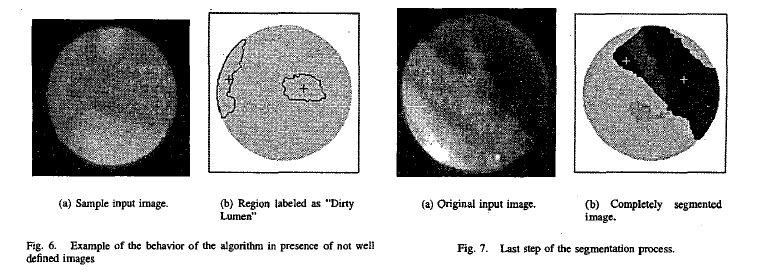 (a) Sample input image.
(b) Region labeled as "Dirty
Lumen"
Fig. 6. Example of the behavior of the algorithm in presence of not well
defined images
(a) Original input image.
(b) Completely segmented
image.
Fig. 7. Last step of the segmentation process.